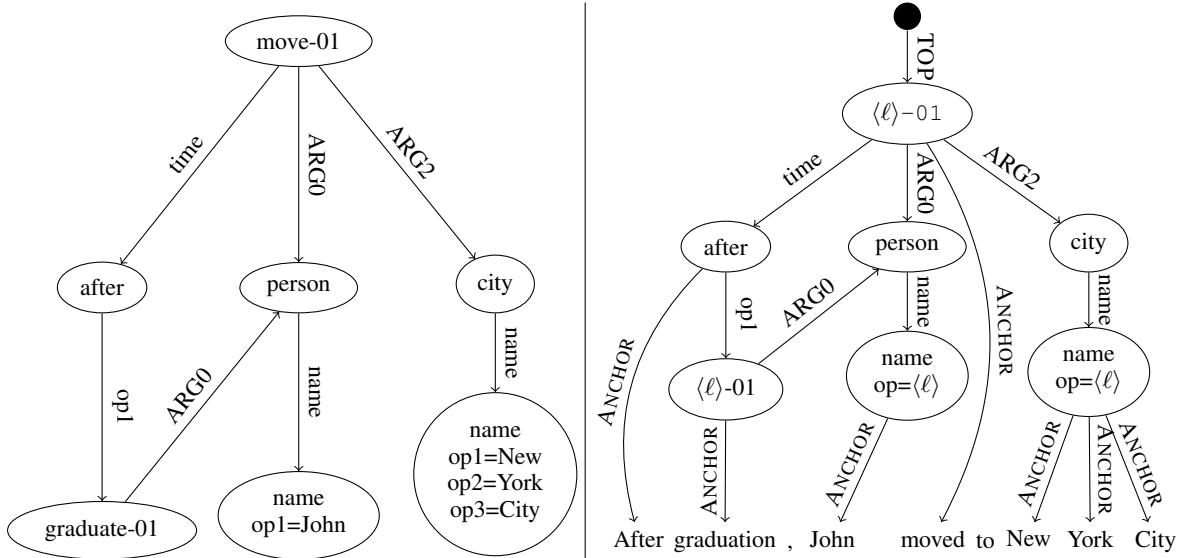 move-01
time
ARG0
ARG2
after
person
city
op1
ARG0
name
name
graduate-01
name
op1=John
name
op1=New
op2=York
op3=City
TOP
⟨ℓ⟩-01
time
ARG0
ARG2
after
person
city
ANCHOR
op1
ARG0
name
ANCHOR
name
⟨ℓ⟩-01
name
op=⟨ℓ⟩
name
op=⟨ℓ⟩
ANCHOR
ANCHOR
ANCHOR
ANCHOR
ANCHOR
After graduation , John moved to New York City